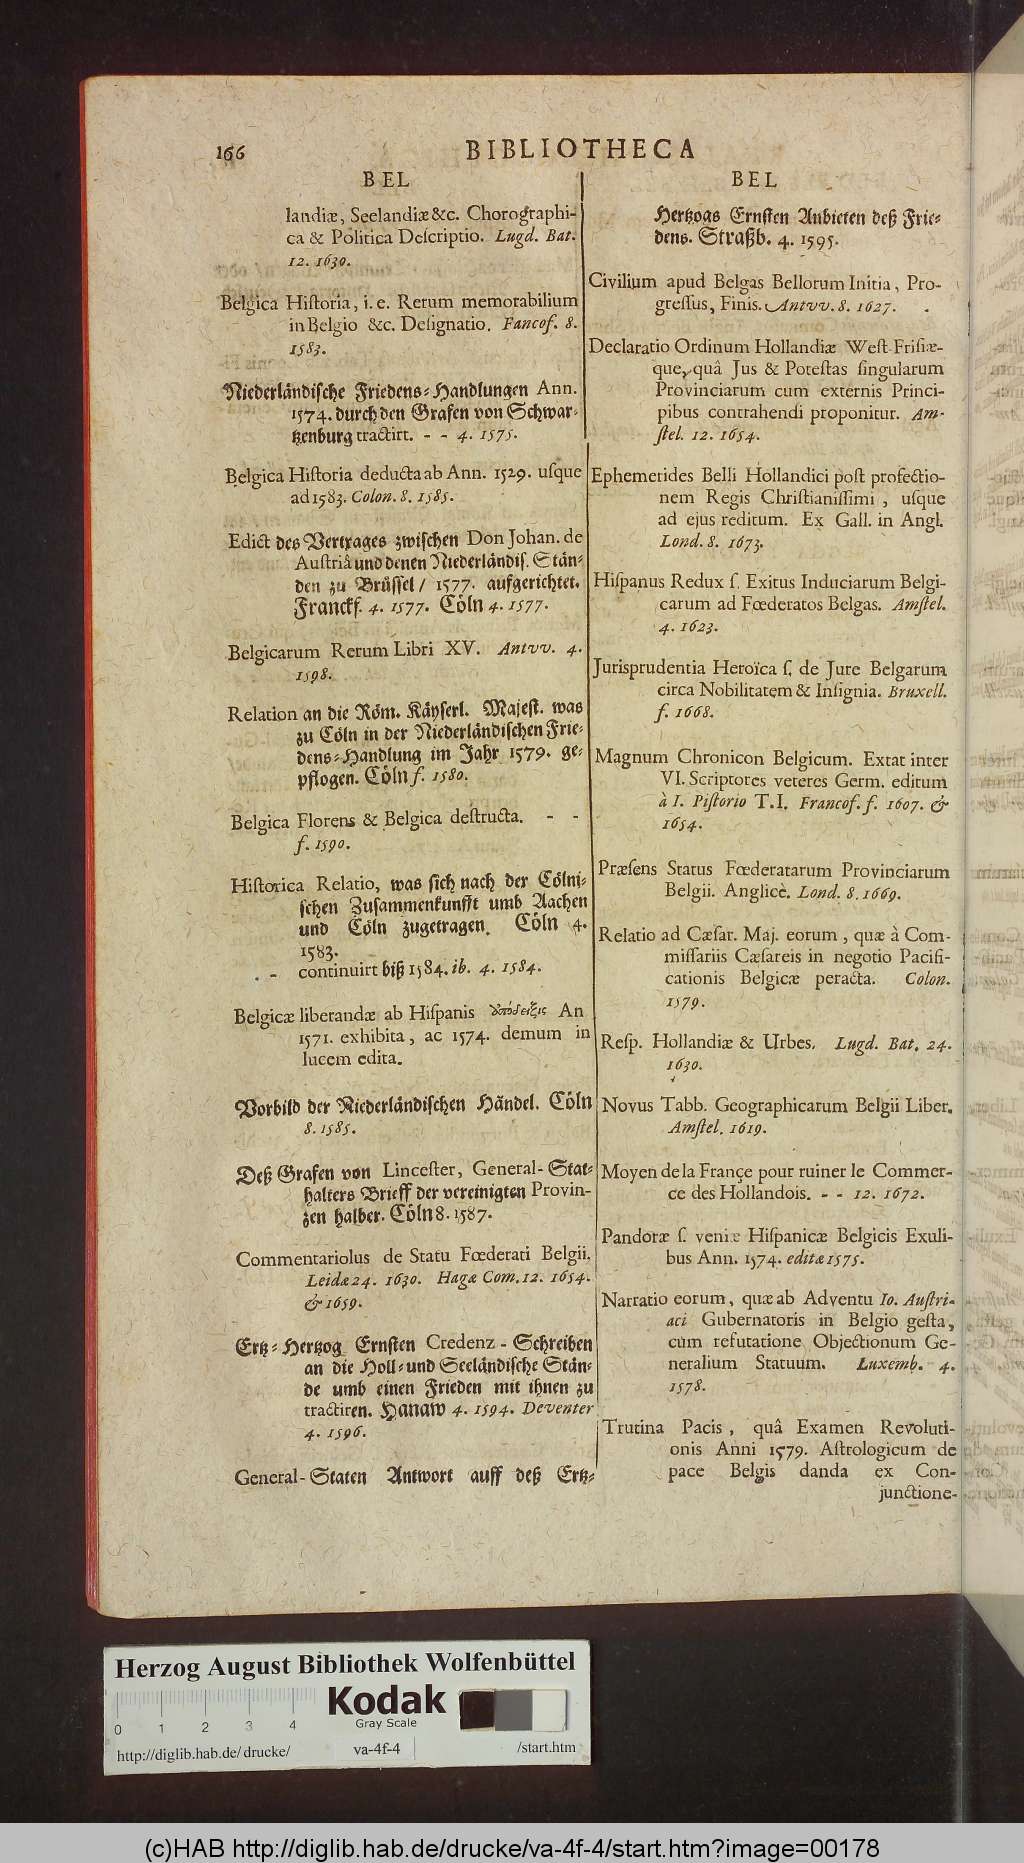 166
BIBLIOTHECA
BEL
landiæ, Seelandiæ &c. Chorographi-
ca & Politica Descriptio. Lugd. Bat.
12. 1630.
Belgica Historia, i. e. Rerum memorabilium
in Belgio &c. Designatio. Fancof. 8.
1583.
Niederländische Friedens-Handlungen Ann.
1574. durch den Grafen von Schwar-
tzenburg tractirt. - - 4. 1575.
Belgica Historia deducta ab Ann. 1529. usque
ad 1583. Colon. 8. 1585.
Edict des Vertrages zwischen Don Johan. de
Austriâ und denen Niederländis. Stän-
den zu Brüssel / 1577. aufgerichtet.
Franckf. 4. 1577. Cöln 4. 1577.
Belgicarum Rerum Libri XV. Antvv. 4.
1598.
Relation an die Röm. Käyserl. Majest. was
zu Cöln in der Niederländischen Frie-
dens-Handlung im Jahr 1579. ge-
pflogen. Cöln f. 1580.
Belgica Florens & Belgica destructa. - -
f. 1590.
Historica Relatio, was sich nach der Cölni-
schen Zusammenkunfft umb Aachen
und Cöln zugetragen. Cöln 4.
1583.
- - continuirt biß 1584. ib. 4. 1584.
Belgicæ liberandæ ab Hispanis ὑπόδειξις An
1571. exhibita, ac 1574. demum in
lucem edita.
Vorbild der Niederländischen Händel. Cöln
8. 1585.
Deß Grafen von Lincester, General-Stat-
halters Brieff der vereinigten Provin-
zen halber. Cöln 8. 1587.
Commentariolus de Statu Fœderati Belgii.
Leidæ 24. 1630. Hagæ Com. 12. 1654.
& 1659.
Ertz-Hertzog Ernsten Credenz-Schreiben
an die Holl-und Seeländische Stän-
de umb einen Frieden mit ihnen zu
tractiren. Hanaw 4. 1594. Deventer
4. 1596.
General-Staten Antwort auff deß Ertz-
BEL
Hertzogs Ernsten Anbieten deß Frie-
dens. Straßb. 4. 1595.
Civilium apud Belgas Bellorum Initia, Pro-
gressus, Finis. Antvv. 8. 1627.
Declaratio Ordinum Hollandiæ West-Frisiæ-
que, quâ Jus & Potestas singularum
Provinciarum cum externis Princi-
pibus contrahendi proponitur. Am-
stel. 12. 1654.
Ephemerides Belli Hollandici post profectio-
nem Regis Christianissimi, usque
ad ejus reditum. Ex Gall. in Angl.
Lond. 8. 1673.
Hispanus Redux s. Exitus Induciarum Belgi-
carum ad Fœderatos Belgas. Amstel.
4. 1623.
Jurisprudentia Heroïca s. de Jure Belgarum
circa Nobilitatem & Insignia. Bruxell.
f. 1668.
Magnum Chronicon Belgicum. Extat inter
VI. Scriptores veteres Germ. editum
à I. Pistorio T. I. Francof. f. 1607. &
1654.
Præsens Status Fœderatarum Provinciarum
Belgii. Anglicè. Lond. 8. 1669.
Relatio ad Cæsar. Maj. eorum, quæ à Com-
missariis Cæsareis in negotio Pacifi-
cationis Belgicæ peracta. Colon.
1579.
Resp. Hollandiæ & Urbes. Lugd. Bat. 24.
1630.
Novus Tabb. Geographicarum Belgii Liber.
Amstel. 1619.
Moyen de la Françe pour ruiner le Commer-
ce des Hollandois. - - 12. 1672.
Pandoræ s. veniæ Hispanicæ Belgicis Exuli-
bus Ann. 1574. editæ 1575.
Narratio eorum, quæ ab Adventu Io. Austri-
aci Gubernatoris in Belgio gesta,
cum refutatione Objectionum Ge-
neralium Statuum. Luxemb. 4.
1578.
Trutina Pacis, quâ Examen Revoluti-
onis Anni 1579. Astrologicum de
pace Belgis danda ex Con-
junctione-
Herzog August Bibliothek Wolfenbüttel
Kodak
Gray Scale
0 1 2 3 4
http://diglib.hab.de/drucke/ va-4f-4 /start.htm
(c)HAB http://diglib.hab.de/drucke/va-4f-4/start.htm?image=00178